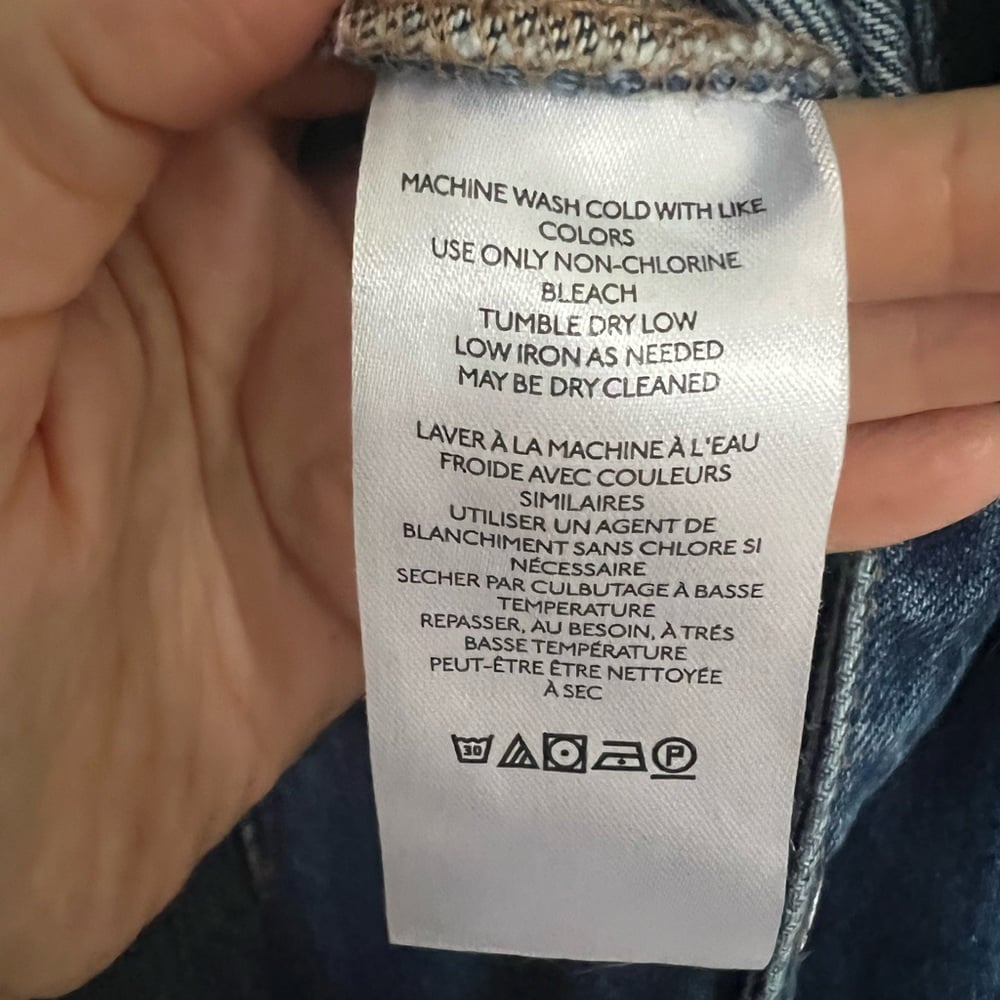 MACHINE WASH COLD WITH LIKE
COLORS
USE ONLY NON-CHLORINE
BLEACH
TUMBLE DRY LOW
LOW IRON AS NEEDED
MAY BE DRY CLEANED
LAVER À LA MACHINE À L'EAU
FROIDE AVEC COULEURS
SIMILAIRES
UTILISER UN AGENT DE
BLANCHIMENT SANS CHLORE SI
NÉCESSAIRE
SECHER PAR CULBUTAGE À BASSE
TEMPERATURE
REPASSER, AU BESOIN, À TRÉS
BASSE TEMPÉRATURE
PEUT-ÊTRE ÊTRE NETTOYÉE
À SEC
30 P